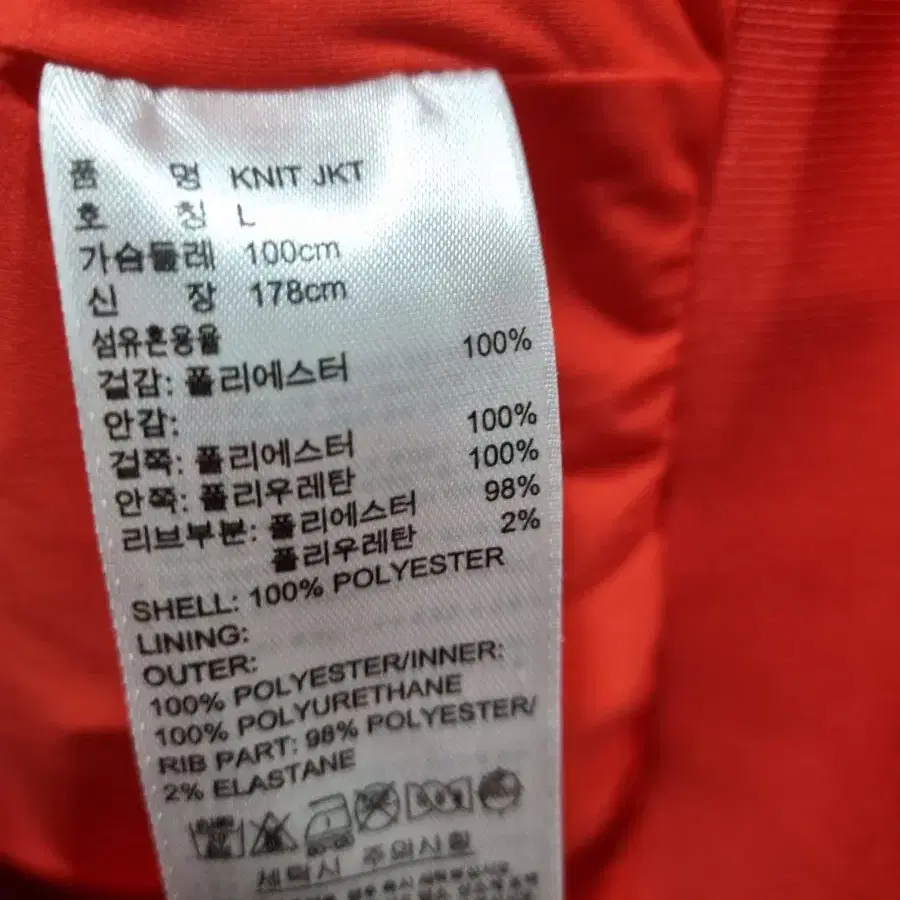 품 명 KNIT JKT
호 칭 L
가슴둘레 100cm
신 장 178cm
섬유혼용율
겉감: 폴리에스터 100%
안감:
겉쪽: 폴리에스터 100%
안쪽: 폴리우레탄 100%
리브부분: 폴리에스터 98%
폴리우레탄 2%
SHELL: 100% POLYESTER
LINING:
OUTER:
100% POLYESTER/INNER:
100% POLYURETHANE
RIB PART: 98% POLYESTER/
2% ELASTANE
세탁시 주의사항